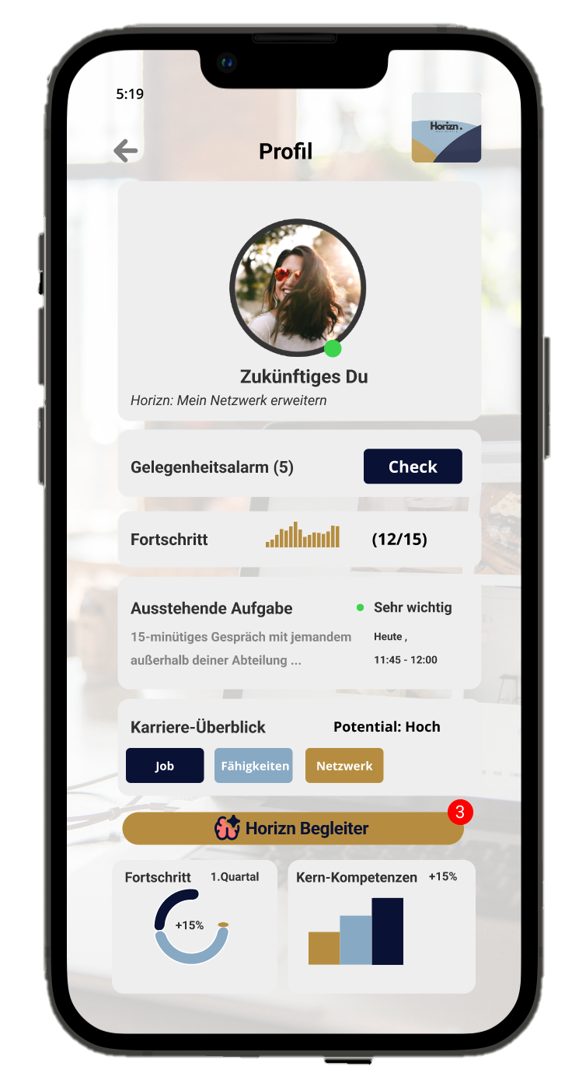 5:19
Horizn.
Profil
Zukünftiges Du
Horizn: Mein Netzwerk erweitern
Gelegenheitsalarm (5)
Check
Fortschritt
(12/15)
Ausstehende Aufgabe
Sehr wichtig
15-minütiges Gespräch mit jemandem
außerhalb deiner Abteilung ...
Heute ,
11:45 - 12:00
Karriere-Überblick
Potential: Hoch
Job
Fähigkeiten
Netzwerk
Horizn Begleiter
3
Fortschritt
1.Quartal
+15%
Kern-Kompetenzen
+15%